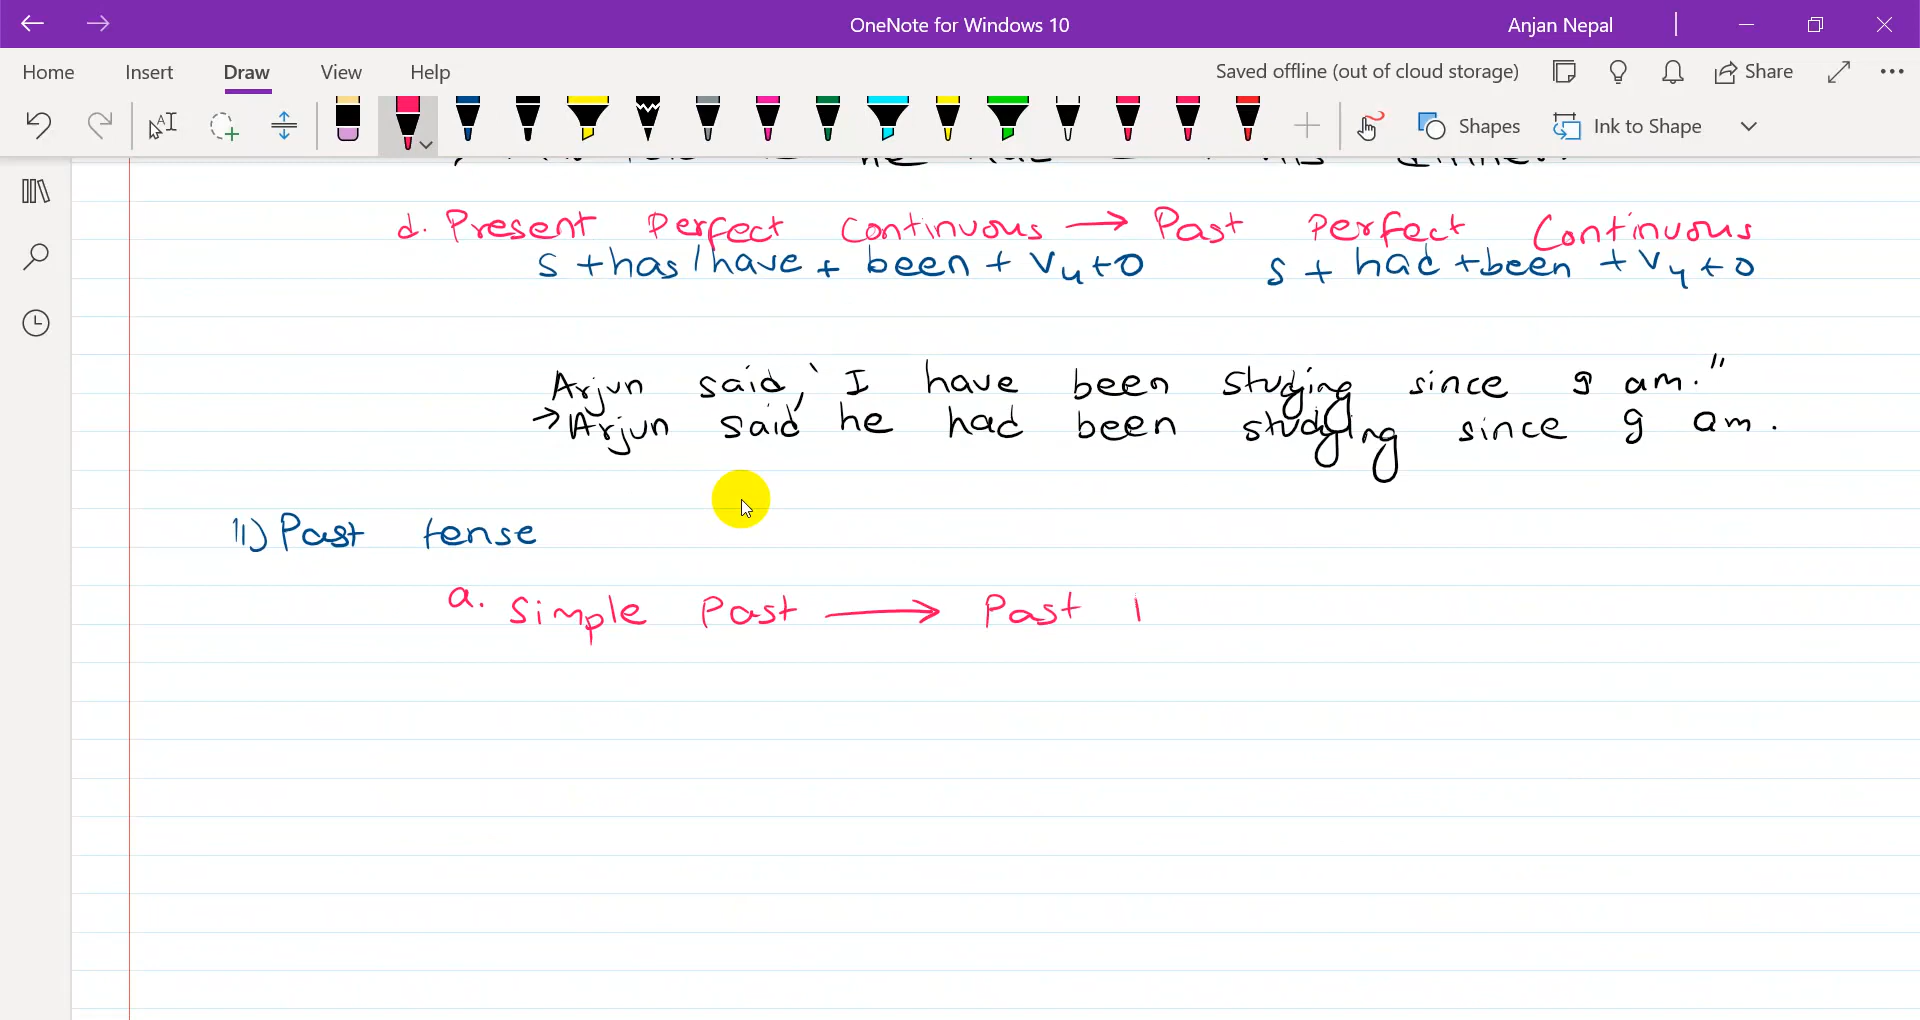 OneNote for Windows 10
Anjan Nepal
Home Insert Draw View Help
Saved offline (out of cloud storage)
Share
Shapes
Ink to Shape
he
d. Present Perfect Continuous → Past Perfect Continuous
S + has / have + been + V4 + O S + had + been + V4 + O
Arjun said, "I have been studying since 9 am."
→ Arjun said he had been studying since 9 am.
II) Past tense
a. Simple Past → Past